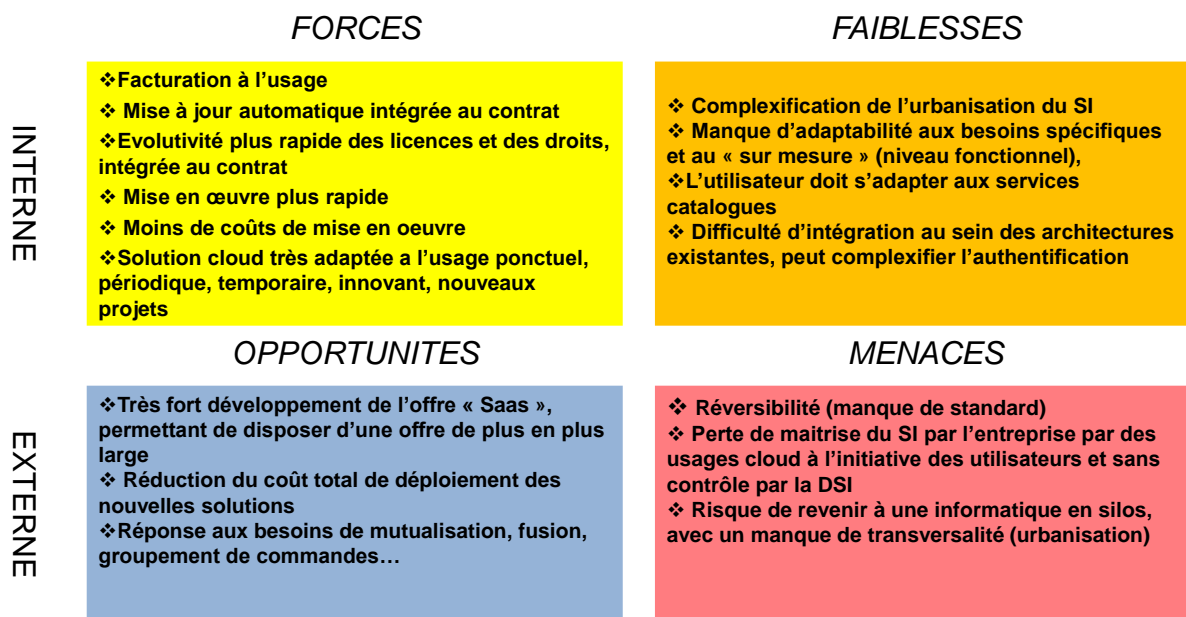 FORCES
FAIBLESSES
INTERNE
❖Facturation à l’usage
❖ Mise à jour automatique intégrée au contrat
❖Evolutivité plus rapide des licences et des droits,
intégrée au contrat
❖ Mise en œuvre plus rapide
❖ Moins de coûts de mise en oeuvre
❖Solution cloud très adaptée a l’usage ponctuel,
périodique, temporaire, innovant, nouveaux
projets
❖ Complexification de l’urbanisation du SI
❖ Manque d’adaptabilité aux besoins spécifiques
et au « sur mesure » (niveau fonctionnel),
❖L’utilisateur doit s’adapter aux services
catalogues
❖ Difficulté d’intégration au sein des architectures
existantes, peut complexifier l’authentification
OPPORTUNITES
MENACES
EXTERNE
❖Très fort développement de l’offre « Saas »,
permettant de disposer d’une offre de plus en plus
large
❖ Réduction du coût total de déploiement des
nouvelles solutions
❖Réponse aux besoins de mutualisation, fusion,
groupement de commandes…
❖ Réversibilité (manque de standard)
❖ Perte de maitrise du SI par l’entreprise par des
usages cloud à l’initiative des utilisateurs et sans
contrôle par la DSI
❖ Risque de revenir à une informatique en silos,
avec un manque de transversalité (urbanisation)